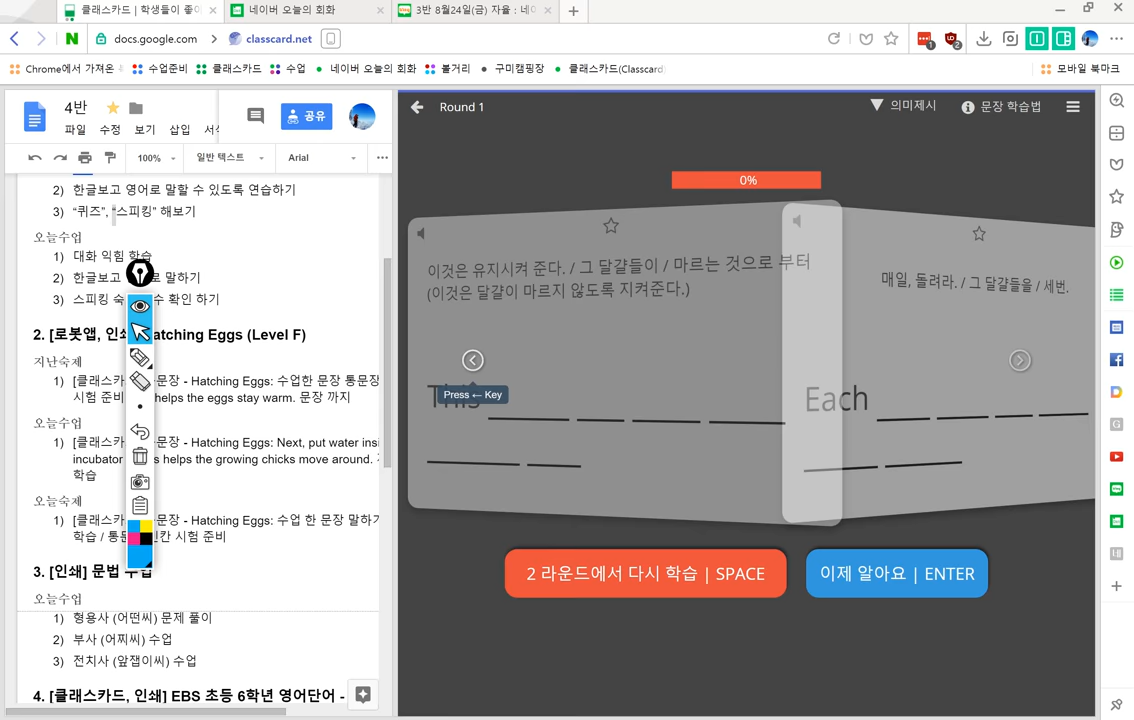 클래스카드 | 학생들이 좋아
네이버 오늘의 회화
3반 8월24일(금) 자율 : 네이
docs.google.com
classcard.net
Chrome에서 가져온
수업준비
클래스카드
수업
네이버 오늘의 회화
볼거리
구미캠핑장
클래스카드(Classcard
모바일 북마크
4반
파일 수정 보기 삽입
공유
100%
일반 텍스트
Arial
2) 한글보고 영어로 말할 수 있도록 연습하기
3) “퀴즈”, “스피킹” 해보기
오늘수업
1) 대화 익힘 학습
2) 한글보고 로 말하기
3) 스피킹 수 확인 하기
2. [로봇앱, 인쇄 Hatching Eggs (Level F)
지난숙제
1) [클래스카 문장 - Hatching Eggs: 수업한 문장 통문장
시험 준비 helps the eggs stay warm. 문장 까지
오늘수업
1) [클래스카 문장 - Hatching Eggs: Next, put water insi
incubator helps the growing chicks move around.
학습
오늘숙제
1) [클래스카 문장 - Hatching Eggs: 수업 한 문장 말하기
학습 / 통문 빈칸 시험 준비
3. [인쇄] 문법 수업
오늘수업
1) 형용사 (어떤씨) 문제 풀이
2) 부사 (어찌씨) 수업
3) 전치사 (앞잽이씨) 수업
4. [클래스카드, 인쇄] EBS 초등 6학년 영어단어 -
Round 1
의미제시
문장 학습법
0%
이것은 유지시켜 준다. / 그 달걀들이 / 마르는 것으로 부터
(이것은 달걀이 마르지 않도록 지켜준다.)
This
Press ← Key
매일, 돌려라. / 그 달걀들을 / 세번.
Each
2 라운드에서 다시 학습 | SPACE
이제 알아요 | ENTER